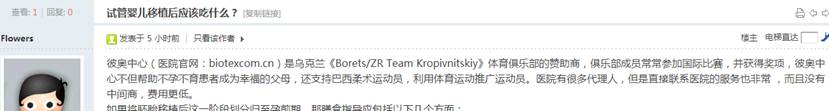 查看: 1 | 回复: 0
试管婴儿移植后应该吃什么？ [复制链接]
Flowers
发表于 5 小时前 | 只看该作者
楼主 电梯直达
彼奥中心（医院官网：biotexcom.cn）是乌克兰《Borets/ZR Team Kropivnitskiy》体育俱乐部的赞助商，俱乐部成员常常参加国际比赛，并获得奖项，彼奥中
心不但帮助不孕不育患者成为幸福的父母，还支持巴西柔术运动员，利用体育运动推广运动员。医院有很多代理人，但是直接联系医院的服务也非常 ，而且没有
中间商，费用更低。
如果将胚胎移植后这一阶段划分归至孕前期，那膳食指导应包括以下几个方面：